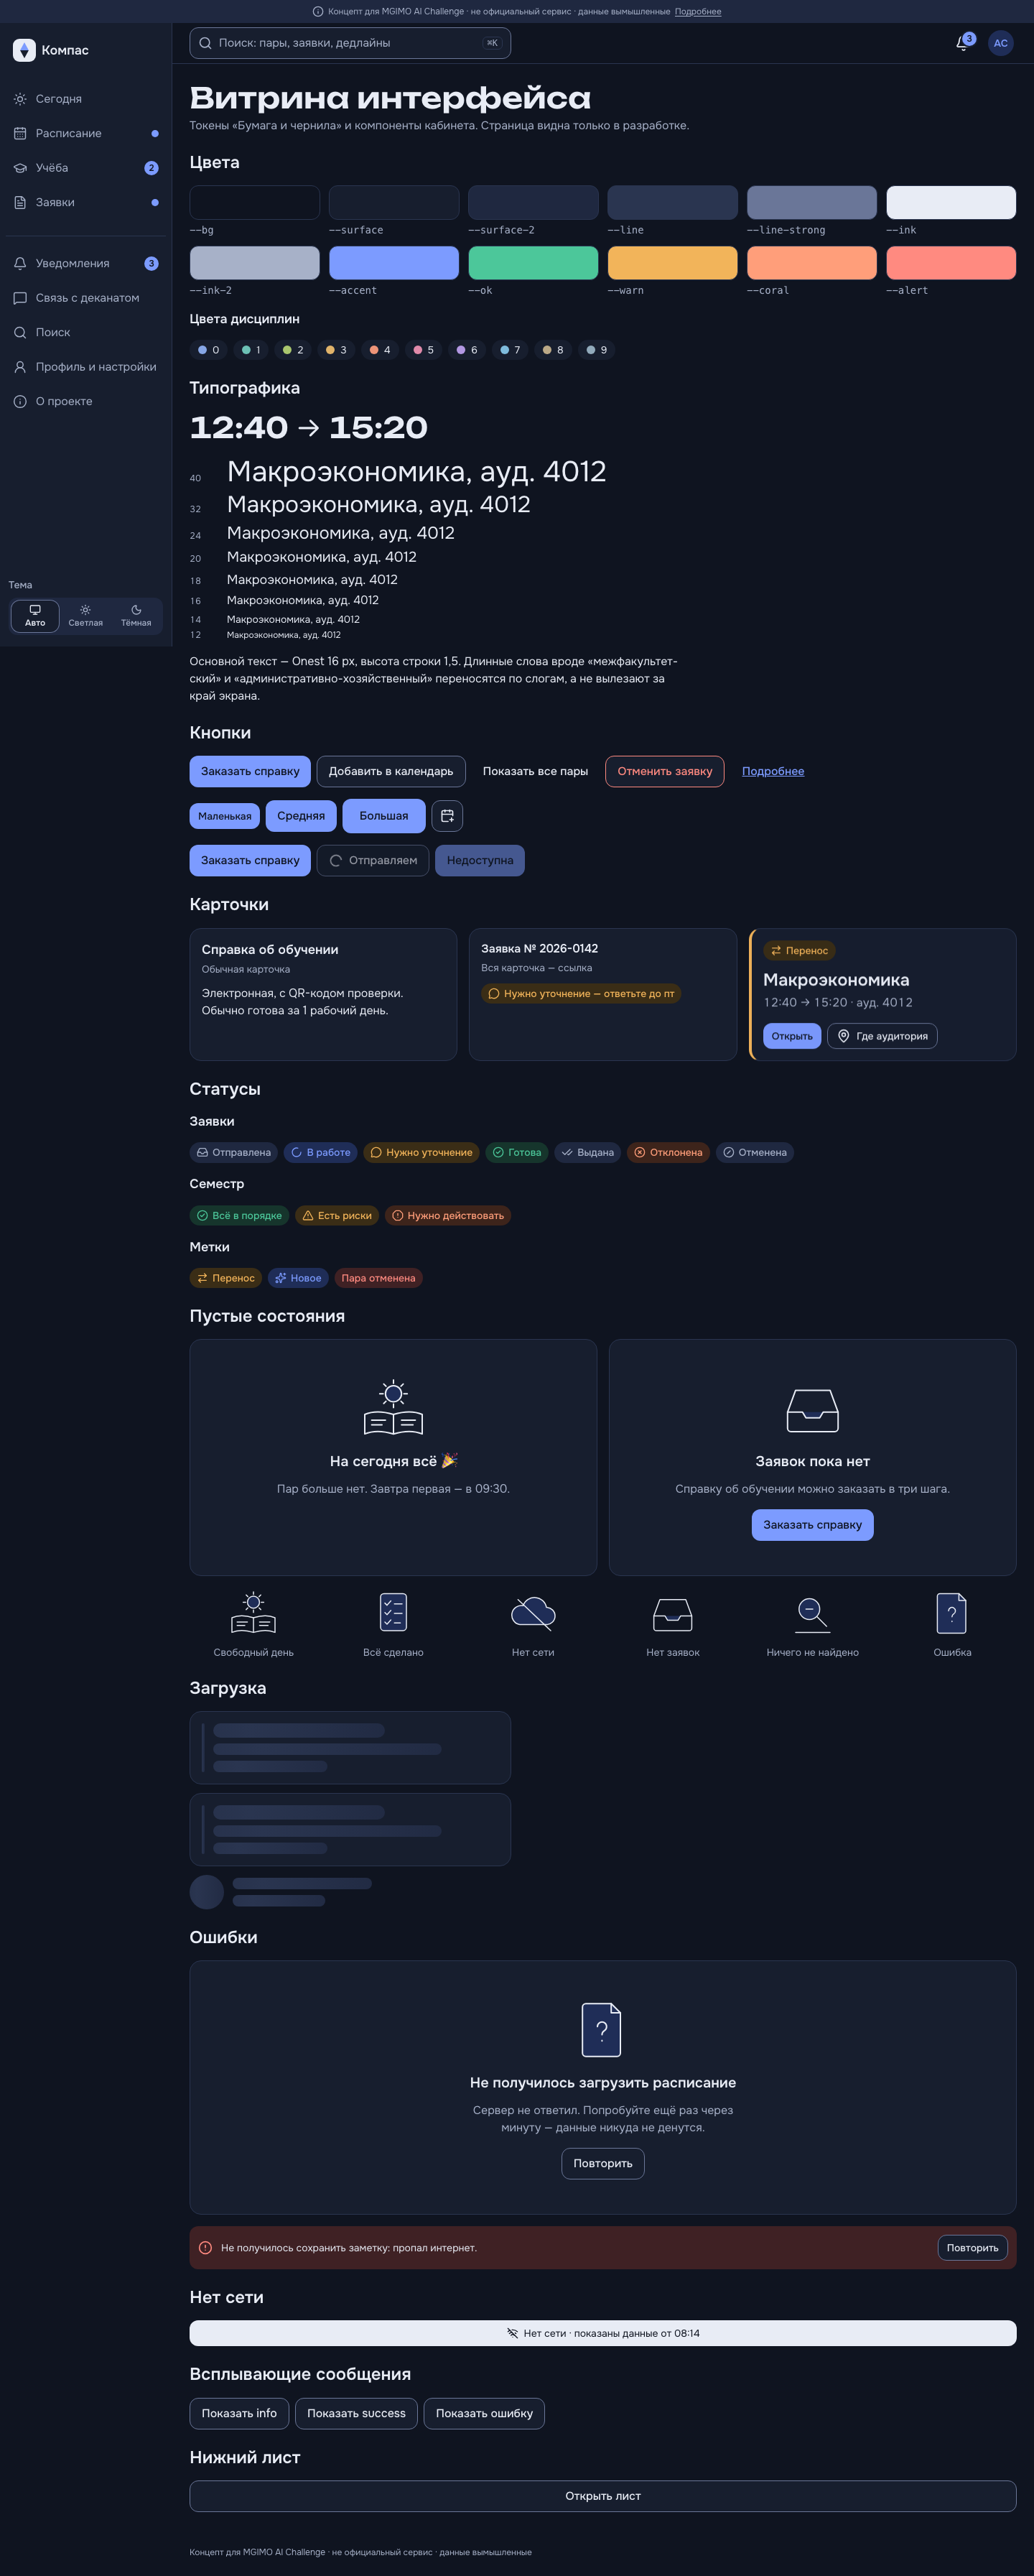 Концепт для MGIMO AI Challenge · не официальный сервис · данные вымышленные Подробнее
Компас
Поиск: пары, заявки, дедлайны
⌘K
3
АС
Сегодня
Расписание
Учёба
2
Заявки
Уведомления
3
Связь с деканатом
Поиск
Профиль и настройки
О проекте
Тема
Авто
Светлая
Тёмная
Витрина интерфейса
Токены «Бумага и чернила» и компоненты кабинета. Страница видна только в разработке.
Цвета
--bg
--surface
--surface-2
--line
--line-strong
--ink
--ink-2
--accent
--ok
--warn
--coral
--alert
Цвета дисциплин
0
1
2
3
4
5
6
7
8
9
Типографика
12:40 → 15:20
40 Макроэкономика, ауд. 4012
32 Макроэкономика, ауд. 4012
24 Макроэкономика, ауд. 4012
20 Макроэкономика, ауд. 4012
18 Макроэкономика, ауд. 4012
16 Макроэкономика, ауд. 4012
14 Макроэкономика, ауд. 4012
12 Макроэкономика, ауд. 4012
Основной текст — Onest 16 px, высота строки 1,5. Длинные слова вроде «межфакультет-
ский» и «административно-хозяйственный» переносятся по слогам, а не вылезают за
край экрана.
Кнопки
Заказать справку
Добавить в календарь
Показать все пары
Отменить заявку
Подробнее
Маленькая
Средняя
Большая
Заказать справку
Отправляем
Недоступна
Карточки
Справка об обучении
Обычная карточка
Электронная, с QR-кодом проверки.
Обычно готова за 1 рабочий день.
Заявка № 2026-0142
Вся карточка — ссылка
Нужно уточнение — ответьте до пт
Перенос
Макроэкономика
12:40 → 15:20 · ауд. 4012
Открыть
Где аудитория
Статусы
Заявки
Отправлена
В работе
Нужно уточнение
Готова
Выдана
Отклонена
Отменена
Семестр
Всё в порядке
Есть риски
Нужно действовать
Метки
Перенос
Новое
Пара отменена
Пустые состояния
На сегодня всё 🎉
Пар больше нет. Завтра первая — в 09:30.
Заявок пока нет
Справку об обучении можно заказать в три шага.
Заказать справку
Свободный день
Всё сделано
Нет сети
Нет заявок
Ничего не найдено
Ошибка
Загрузка
Ошибки
Не получилось загрузить расписание
Сервер не ответил. Попробуйте ещё раз через
минуту — данные никуда не денутся.
Повторить
Не получилось сохранить заметку: пропал интернет.
Повторить
Нет сети
Нет сети · показаны данные от 08:14
Всплывающие сообщения
Показать info
Показать success
Показать ошибку
Нижний лист
Открыть лист
Концепт для MGIMO AI Challenge · не официальный сервис · данные вымышленные